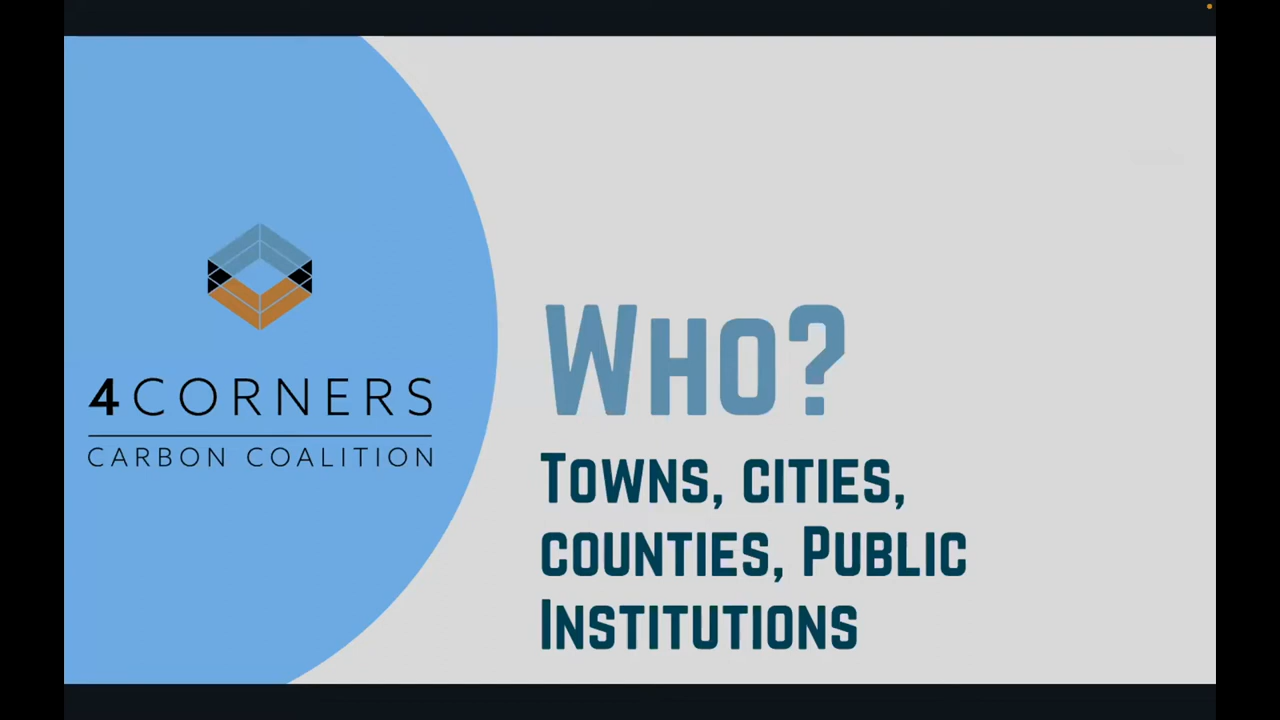 4CORNERS
CARBON COALITION
WHO?
TOWNS, CITIES,
COUNTIES, PUBLIC
INSTITUTIONS